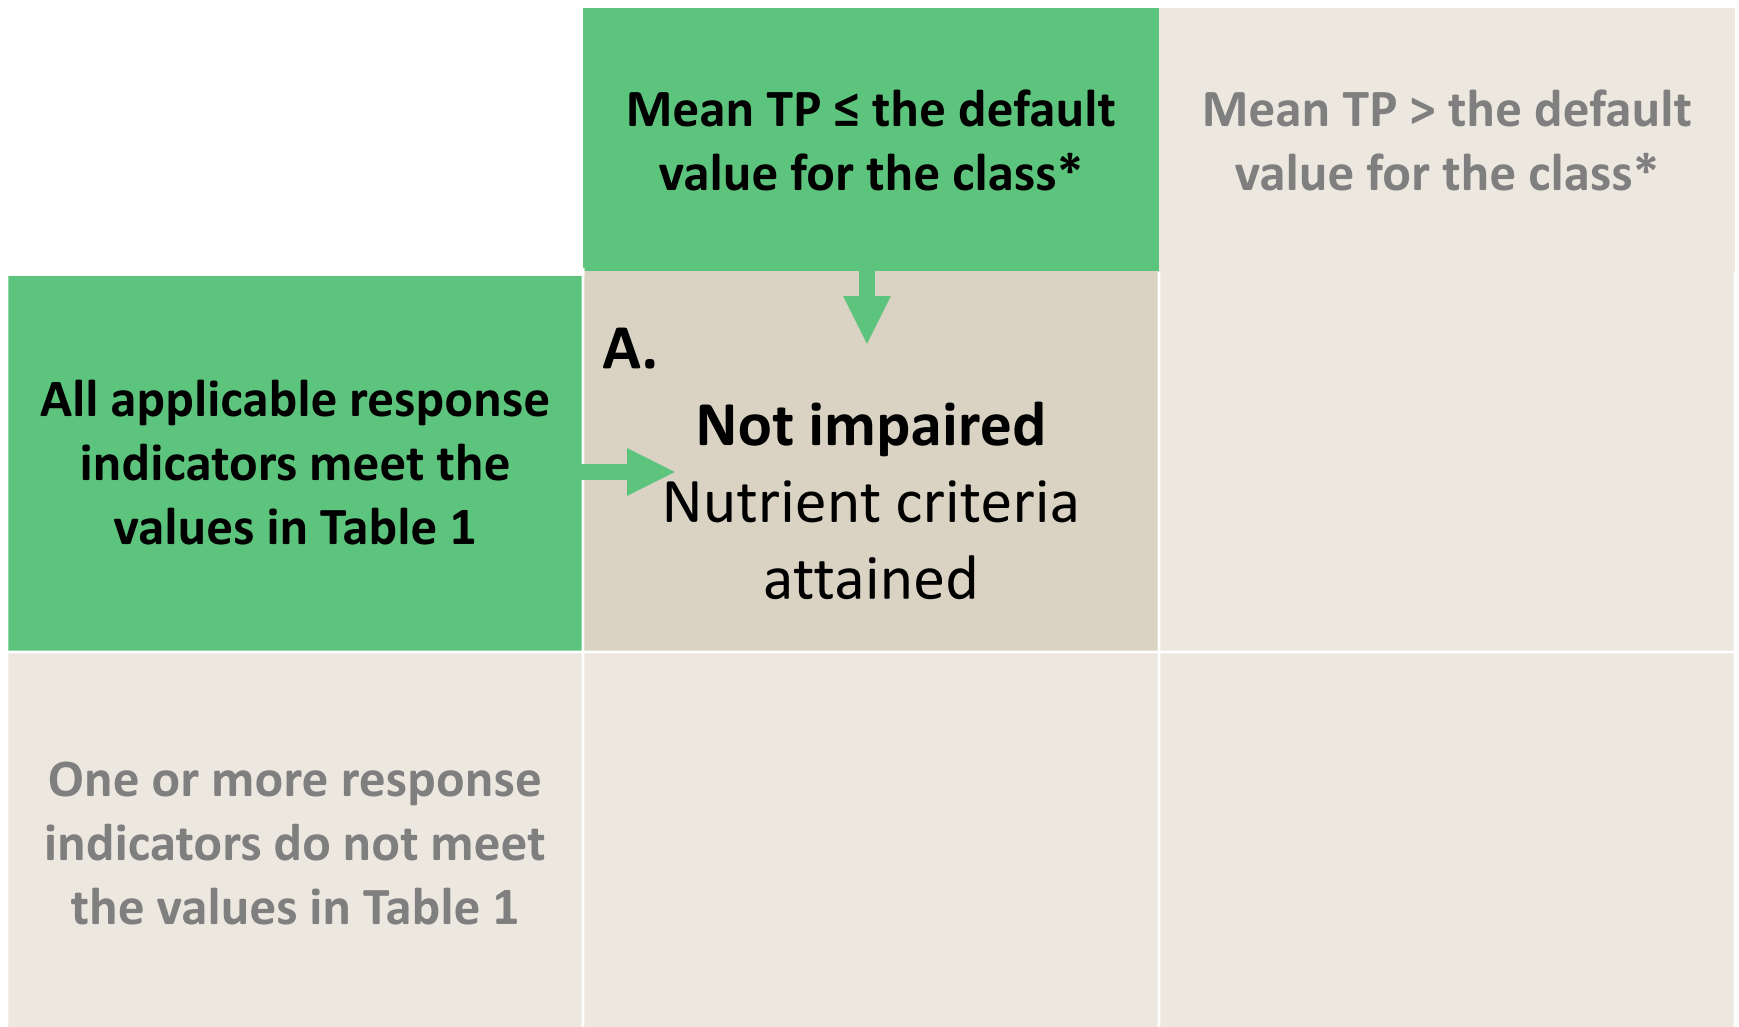 Mean TP ≤ the default
value for the class*
Mean TP > the default
value for the class*
All applicable response
indicators meet the
values in Table 1
A.
Not impaired
Nutrient criteria
attained
One or more response
indicators do not meet
the values in Table 1